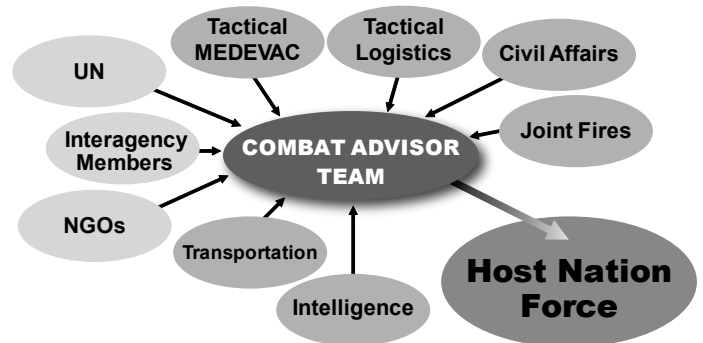 Tactical
MEDEVAC
Tactical
Logistics
Civil Affairs
UN
Joint Fires
Interagency
Members
COMBAT ADVISOR
TEAM
NGOs
Transportation
Intelligence
Host Nation
Force